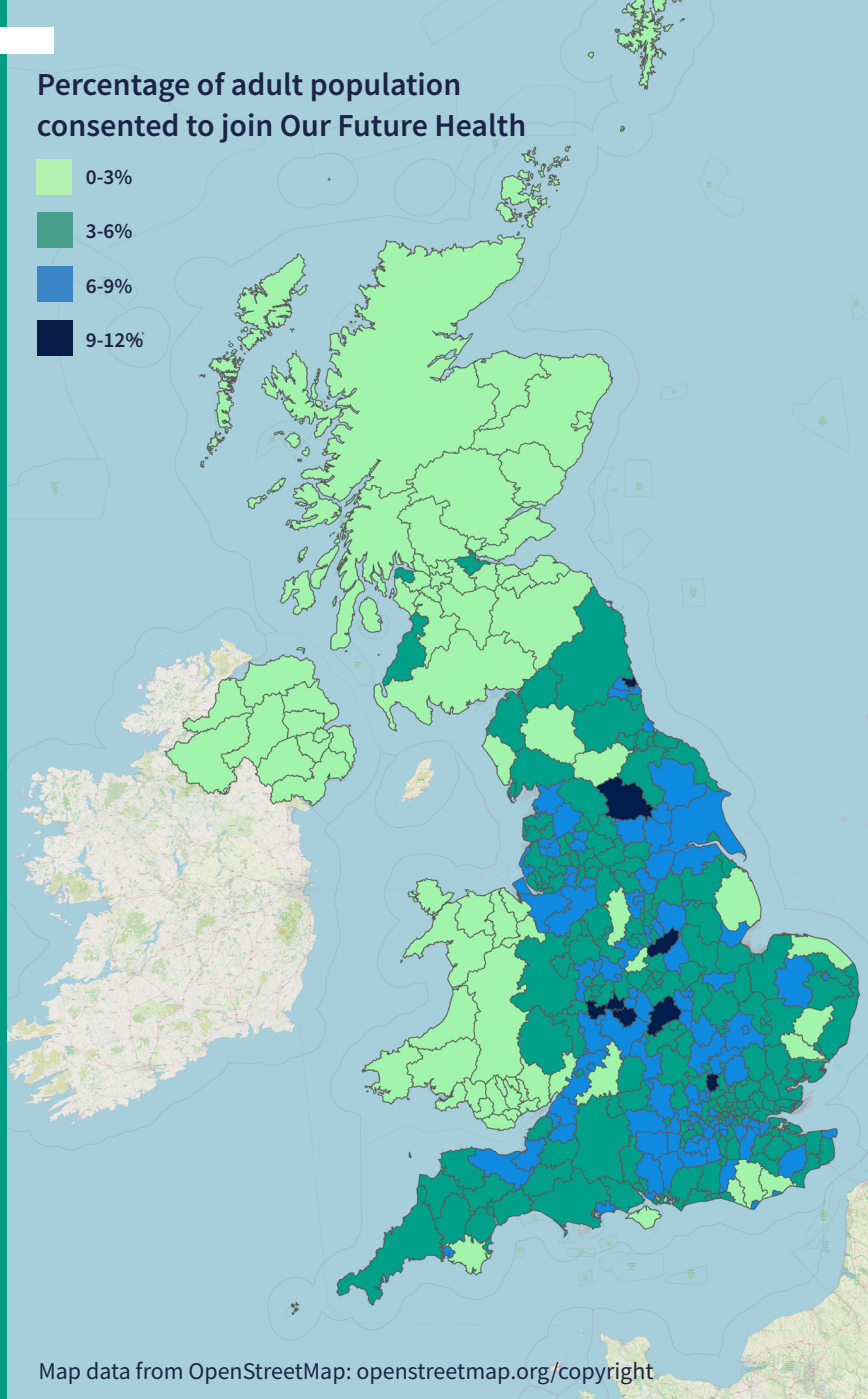 Percentage of adult population
consented to join Our Future Health
0-3%
3-6%
6-9%
9-12%
Map data from OpenStreetMap: openstreetmap.org/copyright